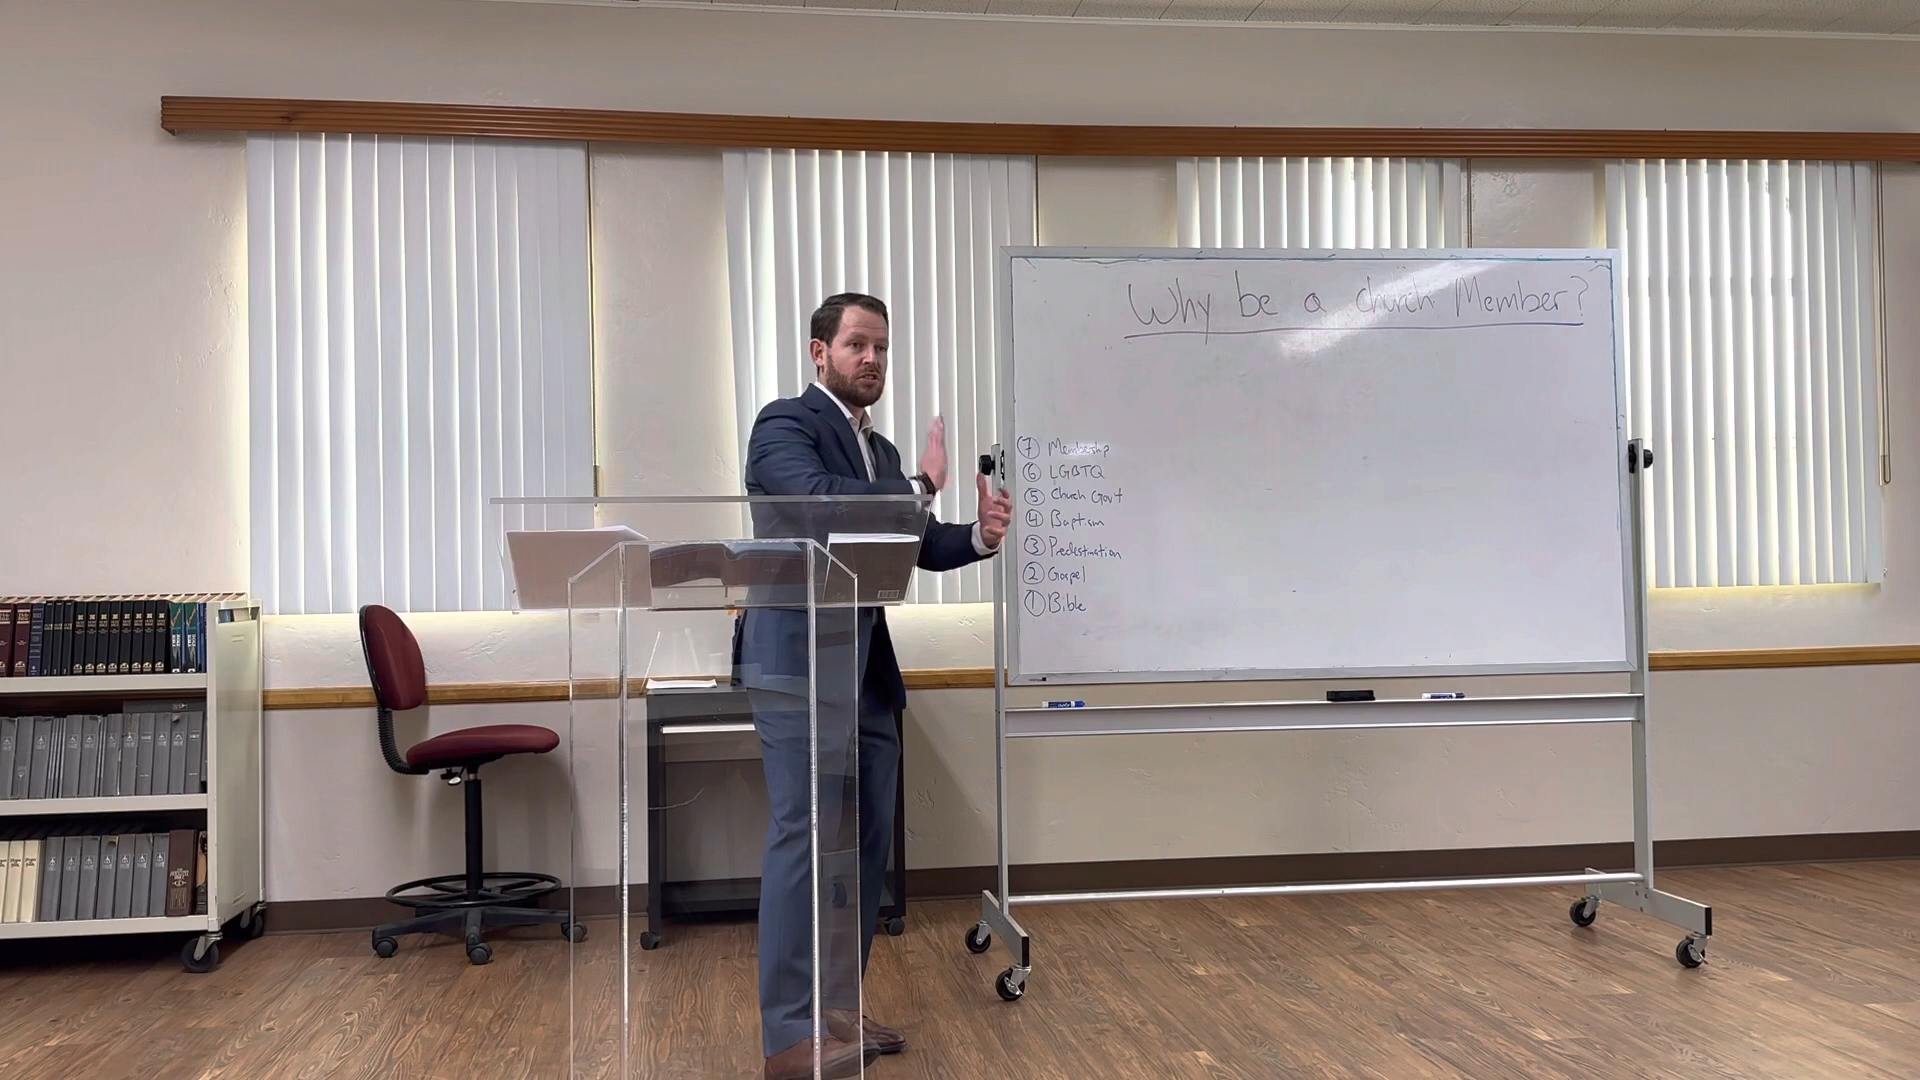 Why be a church Member?
⑦ Membership
⑥ LGBTQ
⑤ Church Gov't
④ Baptism
③ Predestination
② Gospel
① Bible